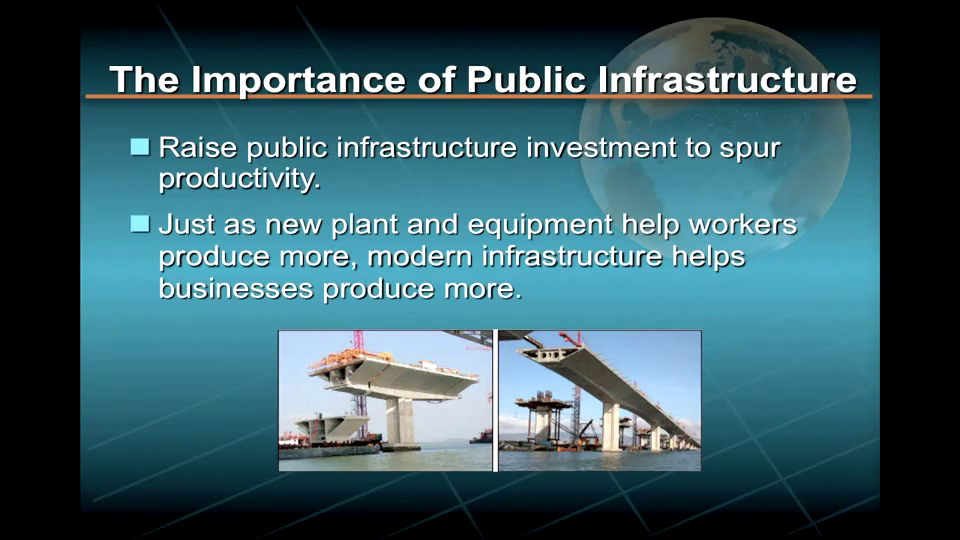 The Importance of Public Infrastructure
Raise public infrastructure investment to spur
productivity.
Just as new plant and equipment help workers
produce more, modern infrastructure helps
businesses produce more.